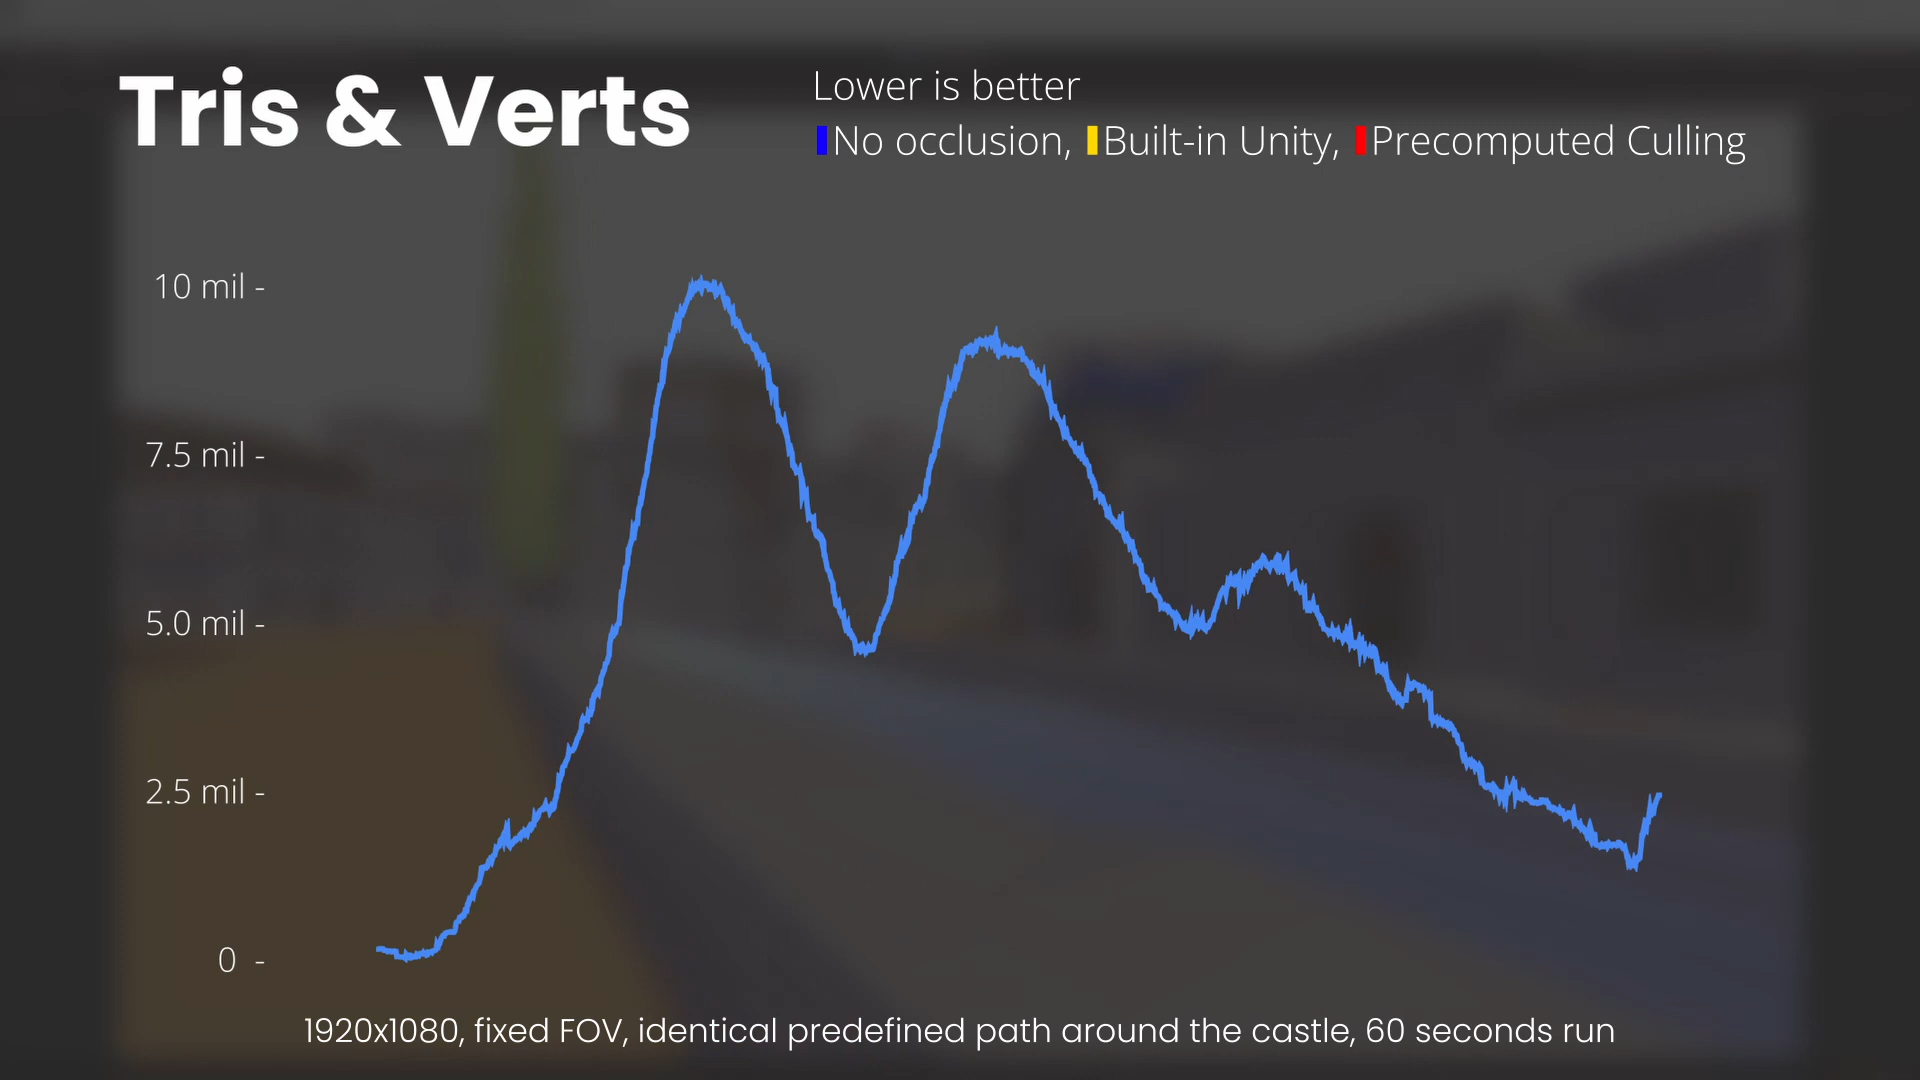 Tris & Verts
Lower is better
No occlusion, Built-in Unity, Precomputed Culling
10 mil -
7.5 mil -
5.0 mil -
2.5 mil -
0 -
1920x1080, fixed FOV, identical predefined path around the castle, 60 seconds run